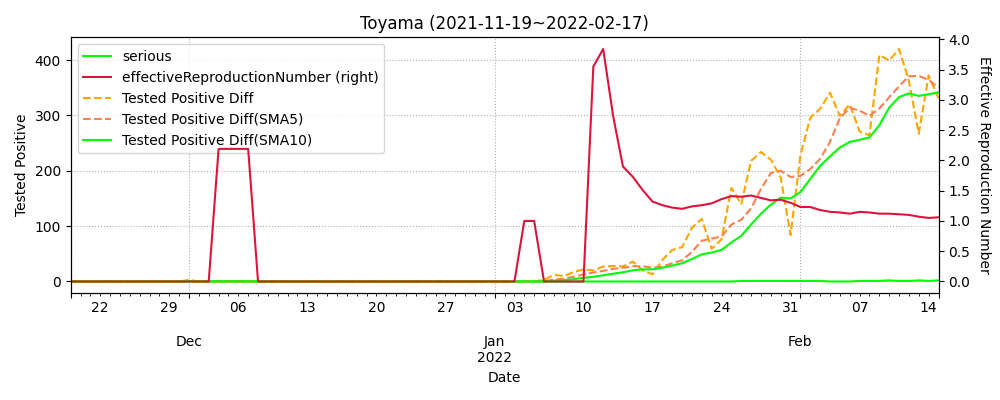 Toyama (2021-11-19~2022-02-17)
serious
effectiveReproductionNumber (right)
Tested Positive Diff
Tested Positive Diff(SMA5)
Tested Positive Diff(SMA10)
Tested Positive
400
300
200
100
0
Effective Reproduction Number
4.0
3.5
3.0
2.5
2.0
1.5
1.0
0.5
0.0
22 29 06 13 20 27 03 10 17 24 31 07 14
Dec Jan Feb
2022
Date